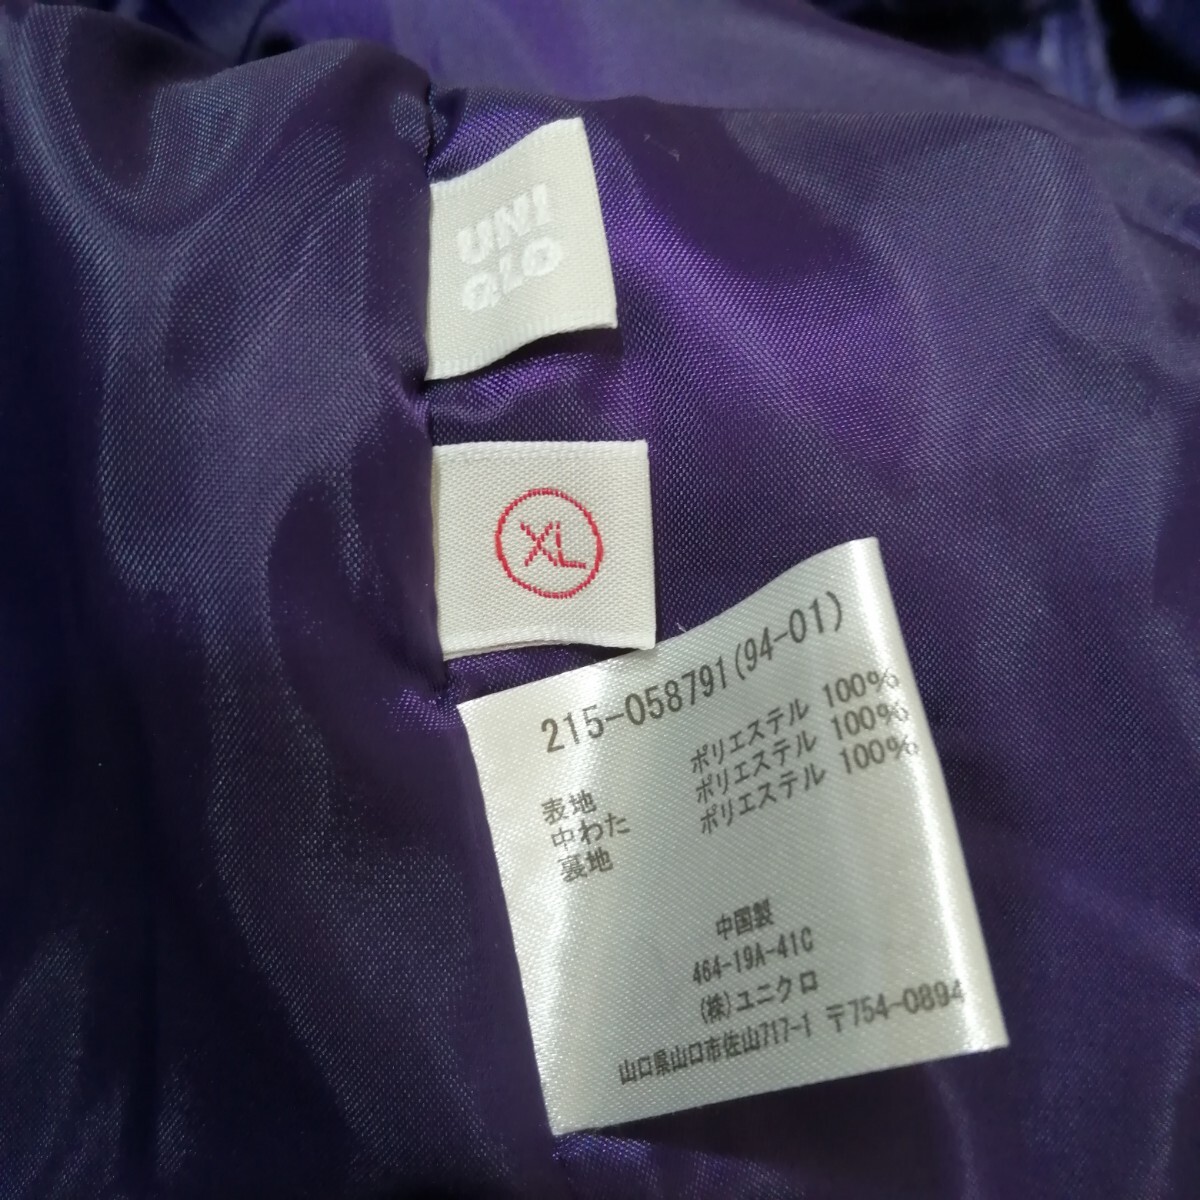 UNI
QLO
XL
215-058791(94-01)
表地 ポリエステル 100%
中わた ポリエステル 100%
裏地 ポリエステル 100%
中国製
464-19A-41C
(株)ユニクロ
山口県山口市佐山717-1 〒754-0894